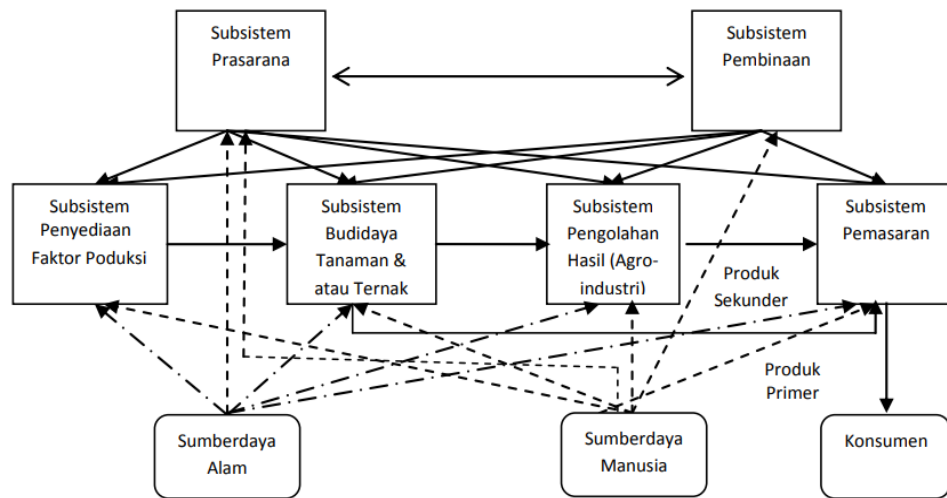 Subsistem
Prasarana
Subsistem
Pembinaan
Subsistem
Penyediaan
Faktor Poduksi
Subsistem
Budidaya
Tanaman &
atau Ternak
Subsistem
Pengolahan
Hasil (Agro-
industri)
Subsistem
Pemasaran
Produk
Sekunder
Produk
Primer
Sumberdaya
Alam
Sumberdaya
Manusia
Konsumen